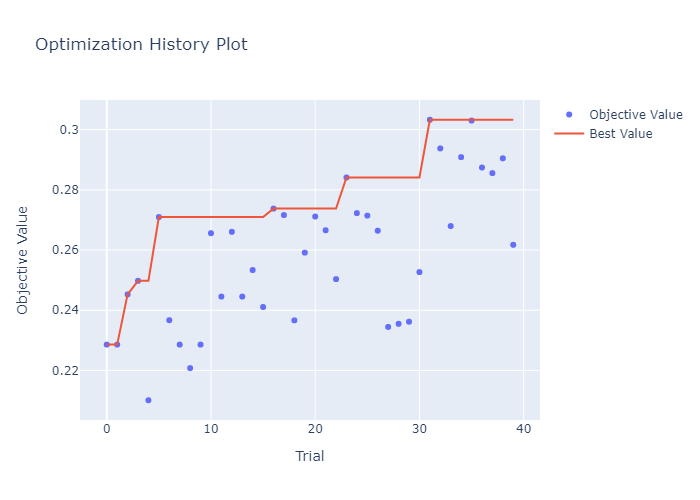 Optimization History Plot
Objective Value
Best Value
0.3
0.28
0.26
0.24
0.22
Objective Value
0
10
20
30
40
Trial